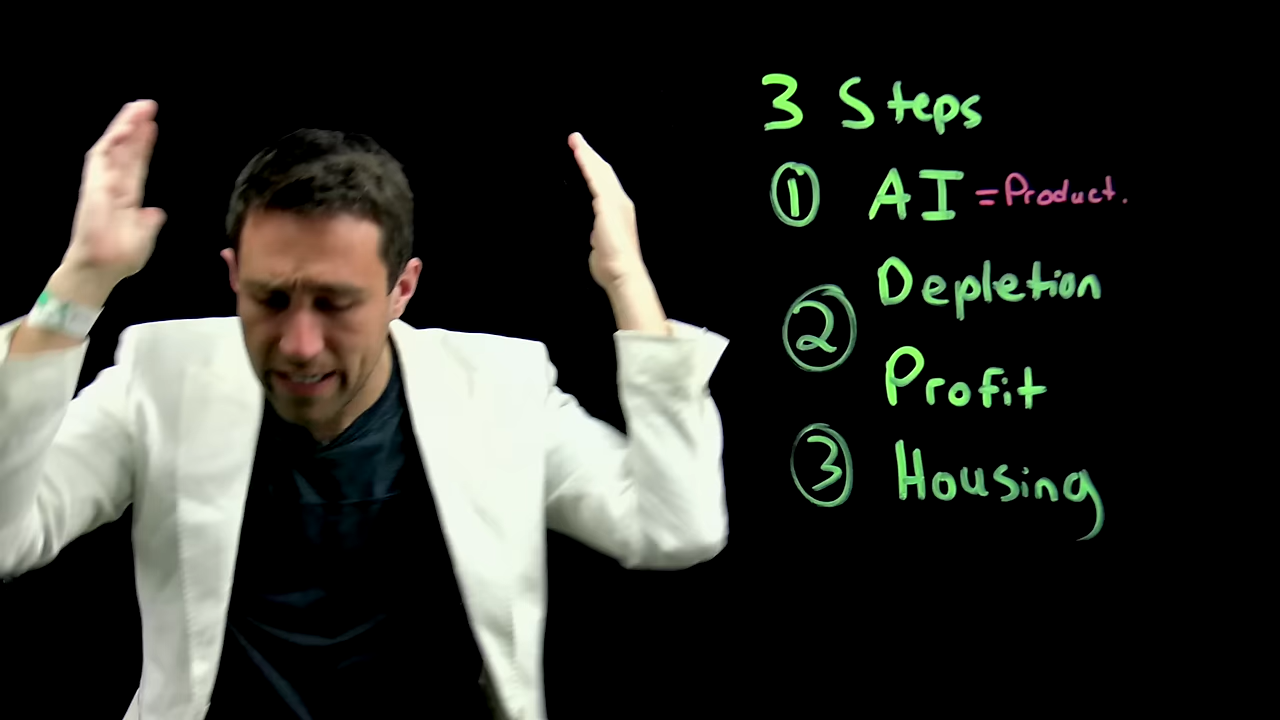 3 Steps
① AI = Product.
Depletion
②
Profit
③ Housing